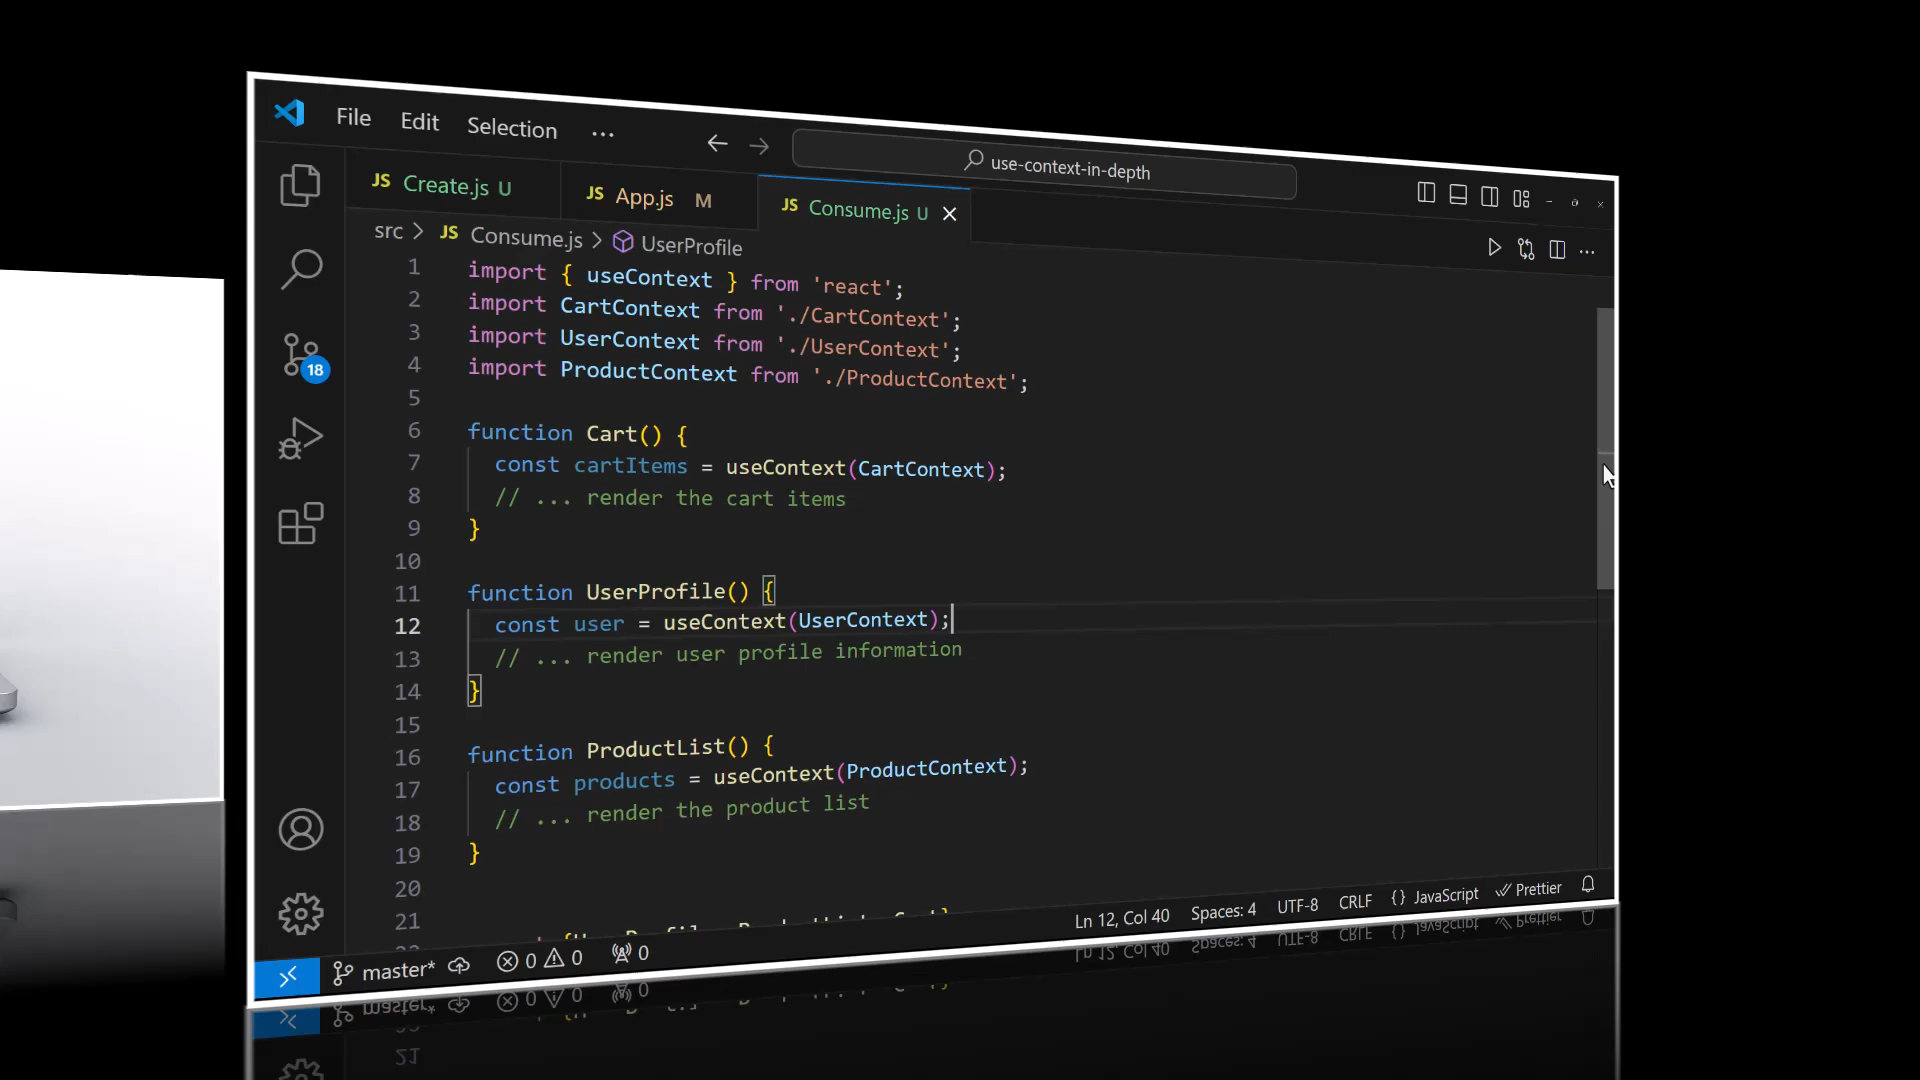 File Edit Selection ...
use-context-in-depth
JS Create.js U
JS App.js M
JS Consume.js U
src > JS Consume.js > UserProfile
1 import { useContext } from 'react';
2 import CartContext from './CartContext';
3 import UserContext from './UserContext';
4 import ProductContext from './ProductContext';
5
6 function Cart() {
7 const cartItems = useContext(CartContext);
8 // ... render the cart items
9 }
10
11 function UserProfile() {
12 const user = useContext(UserContext);
13 // ... render user profile information
14 }
15
16 function ProductList() {
17 const products = useContext(ProductContext);
18 // ... render the product list
19 }
20
21
18
master* 0 0 0
Ln 12, Col 40 Spaces: 4 UTF-8 CRLF {} JavaScript Prettier